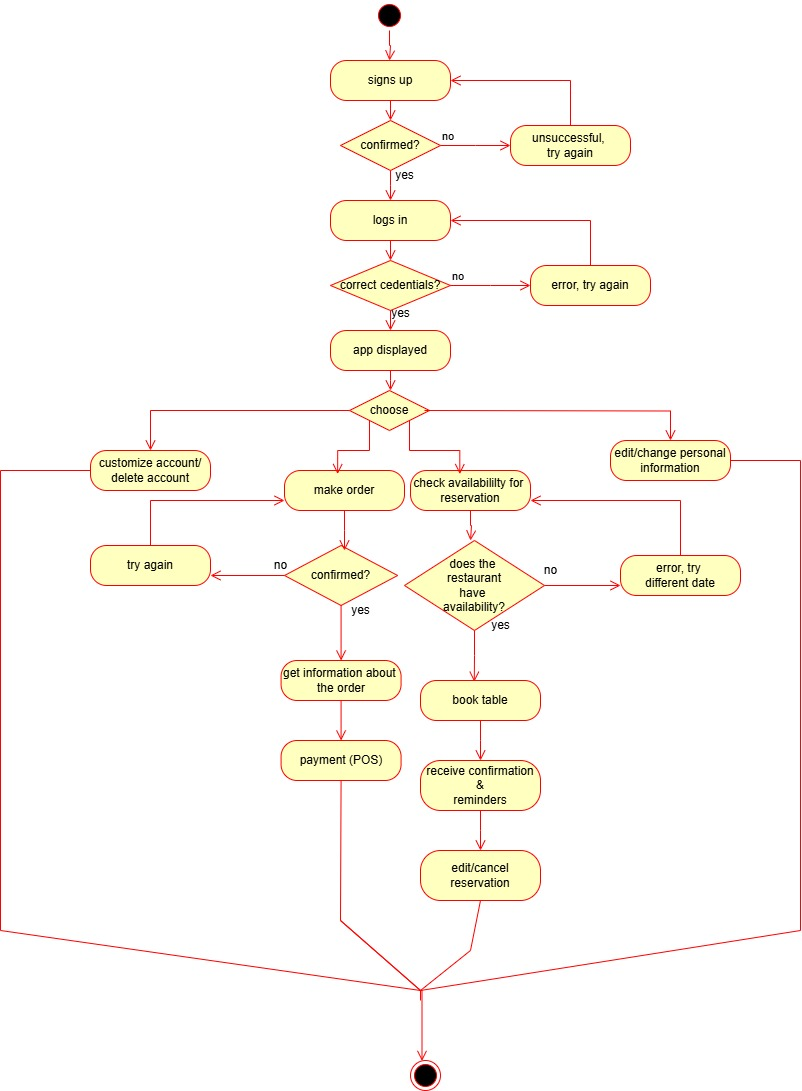 signs up
no
unsuccessful,
try again
confirmed?
yes
logs in
no
correct cedentials?
error, try again
yes
app displayed
choose
customize account/
delete account
edit/change personal
information
make order
check availabililty for
reservation
try again
no
confirmed?
yes
does the
restaurant
have
availability?
no
error, try
different date
yes
get information about
the order
book table
payment (POS)
receive confirmation
&
reminders
edit/cancel
reservation